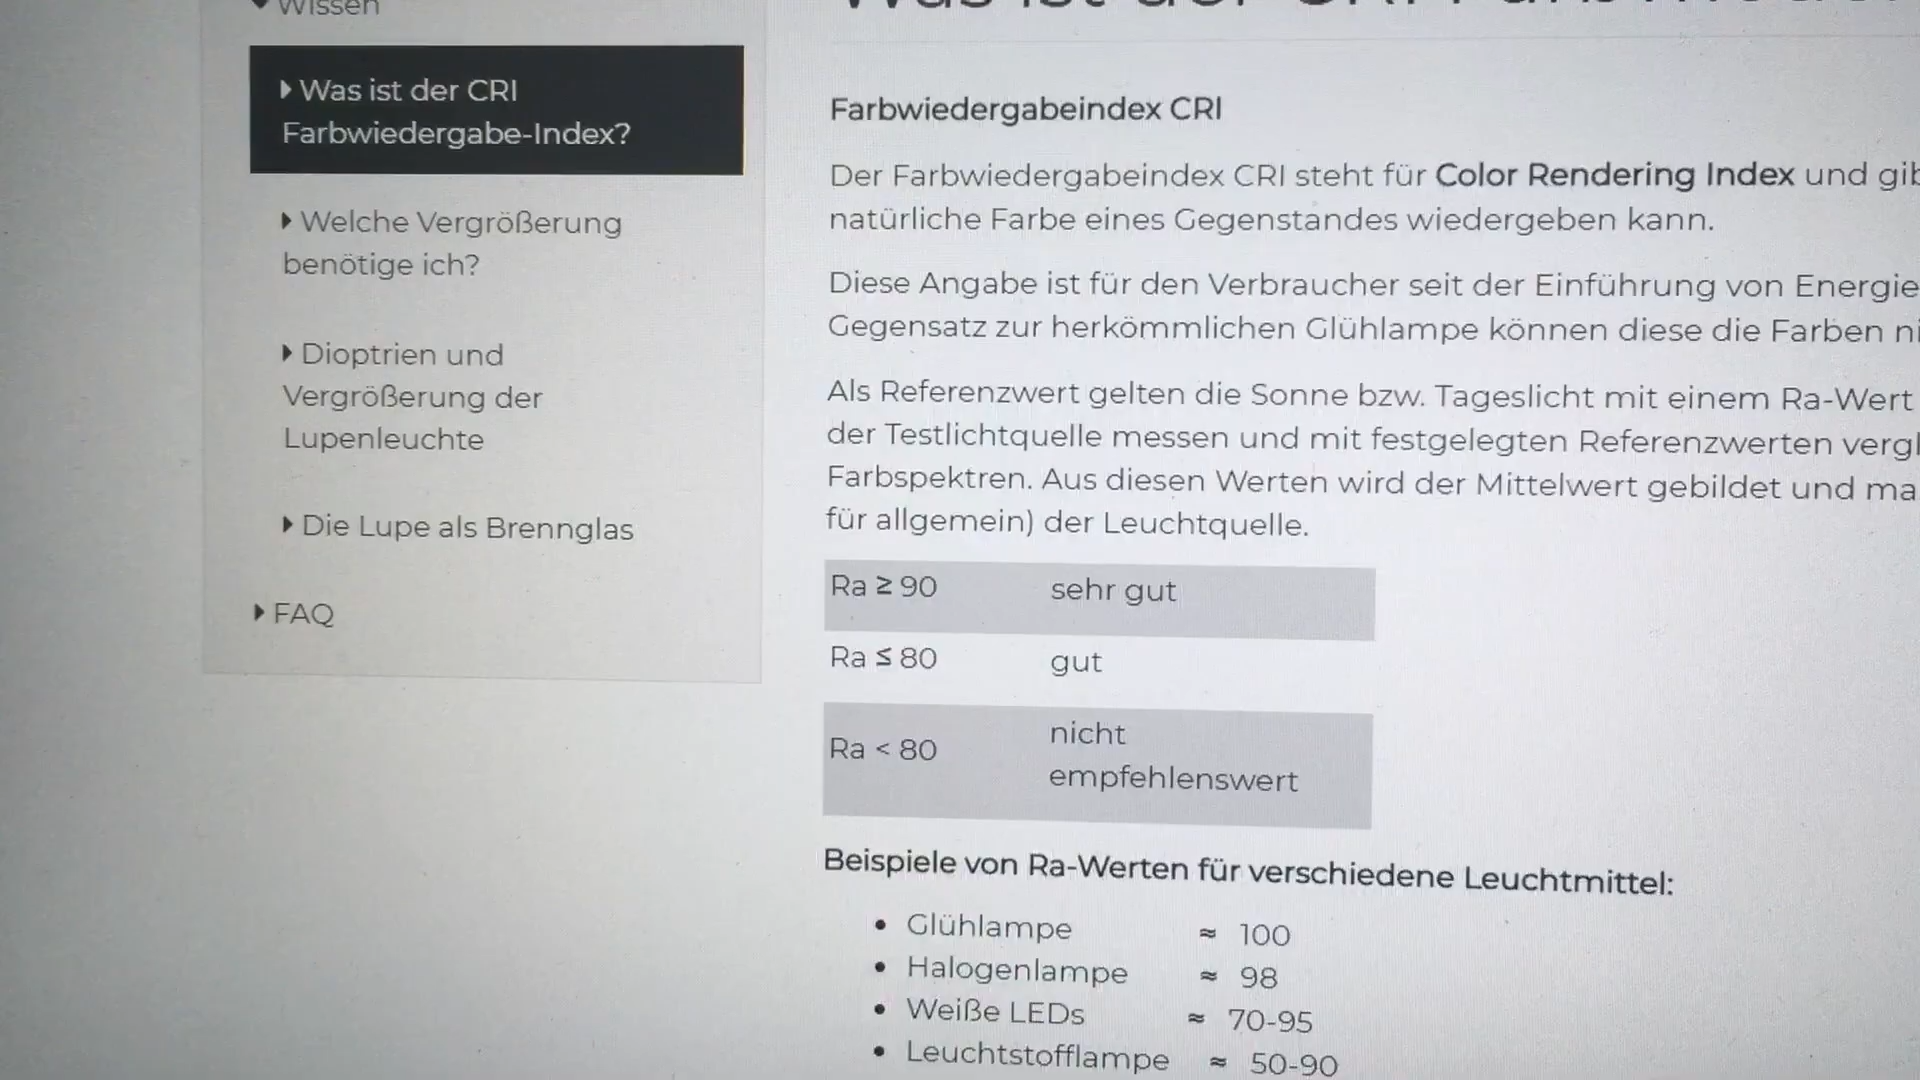 Wissen
Was ist der CRI
Farbwiedergabe-Index?
Welche Vergrößerung
benötige ich?
Dioptrien und
Vergrößerung der
Lupenleuchte
Die Lupe als Brennglas
FAQ
Farbwiedergabeindex CRI
Der Farbwiedergabeindex CRI steht für Color Rendering Index und
natürliche Farbe eines Gegenstandes wiedergeben kann.
Diese Angabe ist für den Verbraucher seit der Einführung von Energie
Gegensatz zur herkömmlichen Glühlampe können diese die Farben
Als Referenzwert gelten die Sonne bzw. Tageslicht mit einem Ra-Wert
der Testlichtquelle messen und mit festgelegten Referenzwerten
Farbspektren. Aus diesen Werten wird der Mittelwert gebildet und
für allgemein) der Leuchtquelle.
Ra ≥ 90 sehr gut
Ra ≤ 80 gut
Ra < 80 nicht
empfehlenswert
Beispiele von Ra-Werten für verschiedene Leuchtmittel:
• Glühlampe ≈ 100
• Halogenlampe ≈ 98
• Weiße LEDs ≈ 70-95
• Leuchtstofflampe ≈ 50-90